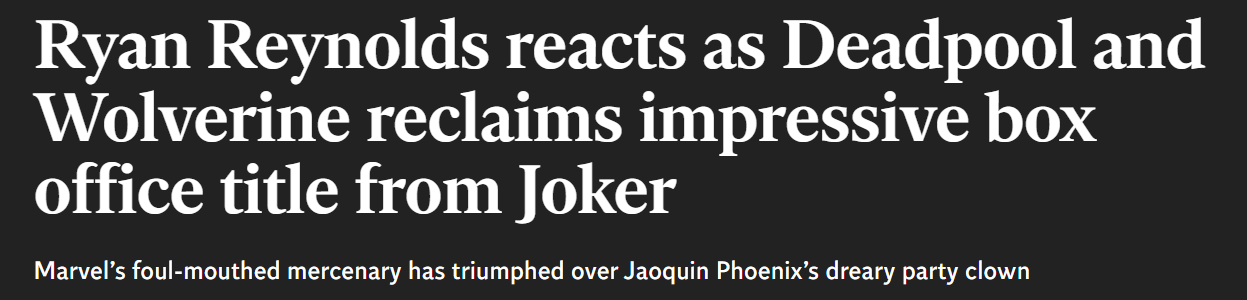 Ryan Reynolds reacts as Deadpool and
Wolverine reclaims impressive box
office title from Joker
Marvel’s foul-mouthed mercenary has triumphed over Jaoquin Phoenix’s dreary party clown